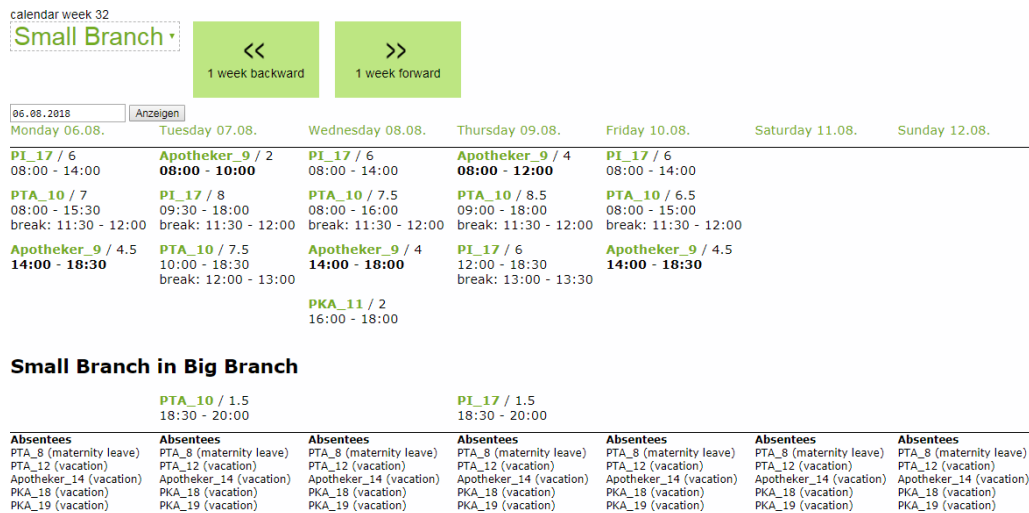 calendar week 32
Small Branch
<<
1 week backward
>>
1 week forward
06.08.2018 Anzeigen
Monday 06.08. Tuesday 07.08. Wednesday 08.08. Thursday 09.08. Friday 10.08. Saturday 11.08. Sunday 12.08.
PI_17 / 6 Apotheker_9 / 2 PI_17 / 6 Apotheker_9 / 4 PI_17 / 6
08:00 - 14:00 08:00 - 10:00 08:00 - 14:00 08:00 - 12:00 08:00 - 14:00
PTA_10 / 7 PI_17 / 8 PTA_10 / 7.5 PTA_10 / 8.5 PTA_10 / 6.5
08:00 - 15:30 09:30 - 18:00 08:00 - 16:00 09:00 - 18:00 08:00 - 15:00
break: 11:30 - 12:00 break: 11:30 - 12:00 break: 11:30 - 12:00 break: 11:30 - 12:00 break: 11:30 - 12:00
Apotheker_9 / 4.5 PTA_10 / 7.5 Apotheker_9 / 4 PI_17 / 6 Apotheker_9 / 4.5
14:00 - 18:30 10:00 - 18:30 14:00 - 18:00 12:00 - 18:30 14:00 - 18:30
break: 12:00 - 13:00 break: 13:00 - 13:30
PKA_11 / 2
16:00 - 18:00
Small Branch in Big Branch
PTA_10 / 1.5 PI_17 / 1.5
18:30 - 20:00 18:30 - 20:00
Absentees Absentees Absentees Absentees Absentees Absentees Absentees
PTA_8 (maternity leave) PTA_8 (maternity leave) PTA_8 (maternity leave) PTA_8 (maternity leave) PTA_8 (maternity leave) PTA_8 (maternity leave) PTA_8 (maternity leave)
PTA_12 (vacation) PTA_12 (vacation) PTA_12 (vacation) PTA_12 (vacation) PTA_12 (vacation) PTA_12 (vacation) PTA_12 (vacation)
Apotheker_14 (vacation) Apotheker_14 (vacation) Apotheker_14 (vacation) Apotheker_14 (vacation) Apotheker_14 (vacation) Apotheker_14 (vacation) Apotheker_14 (vacation)
PKA_18 (vacation) PKA_18 (vacation) PKA_18 (vacation) PKA_18 (vacation) PKA_18 (vacation) PKA_18 (vacation) PKA_18 (vacation)
PKA_19 (vacation) PKA_19 (vacation) PKA_19 (vacation) PKA_19 (vacation) PKA_19 (vacation) PKA_19 (vacation) PKA_19 (vacation)